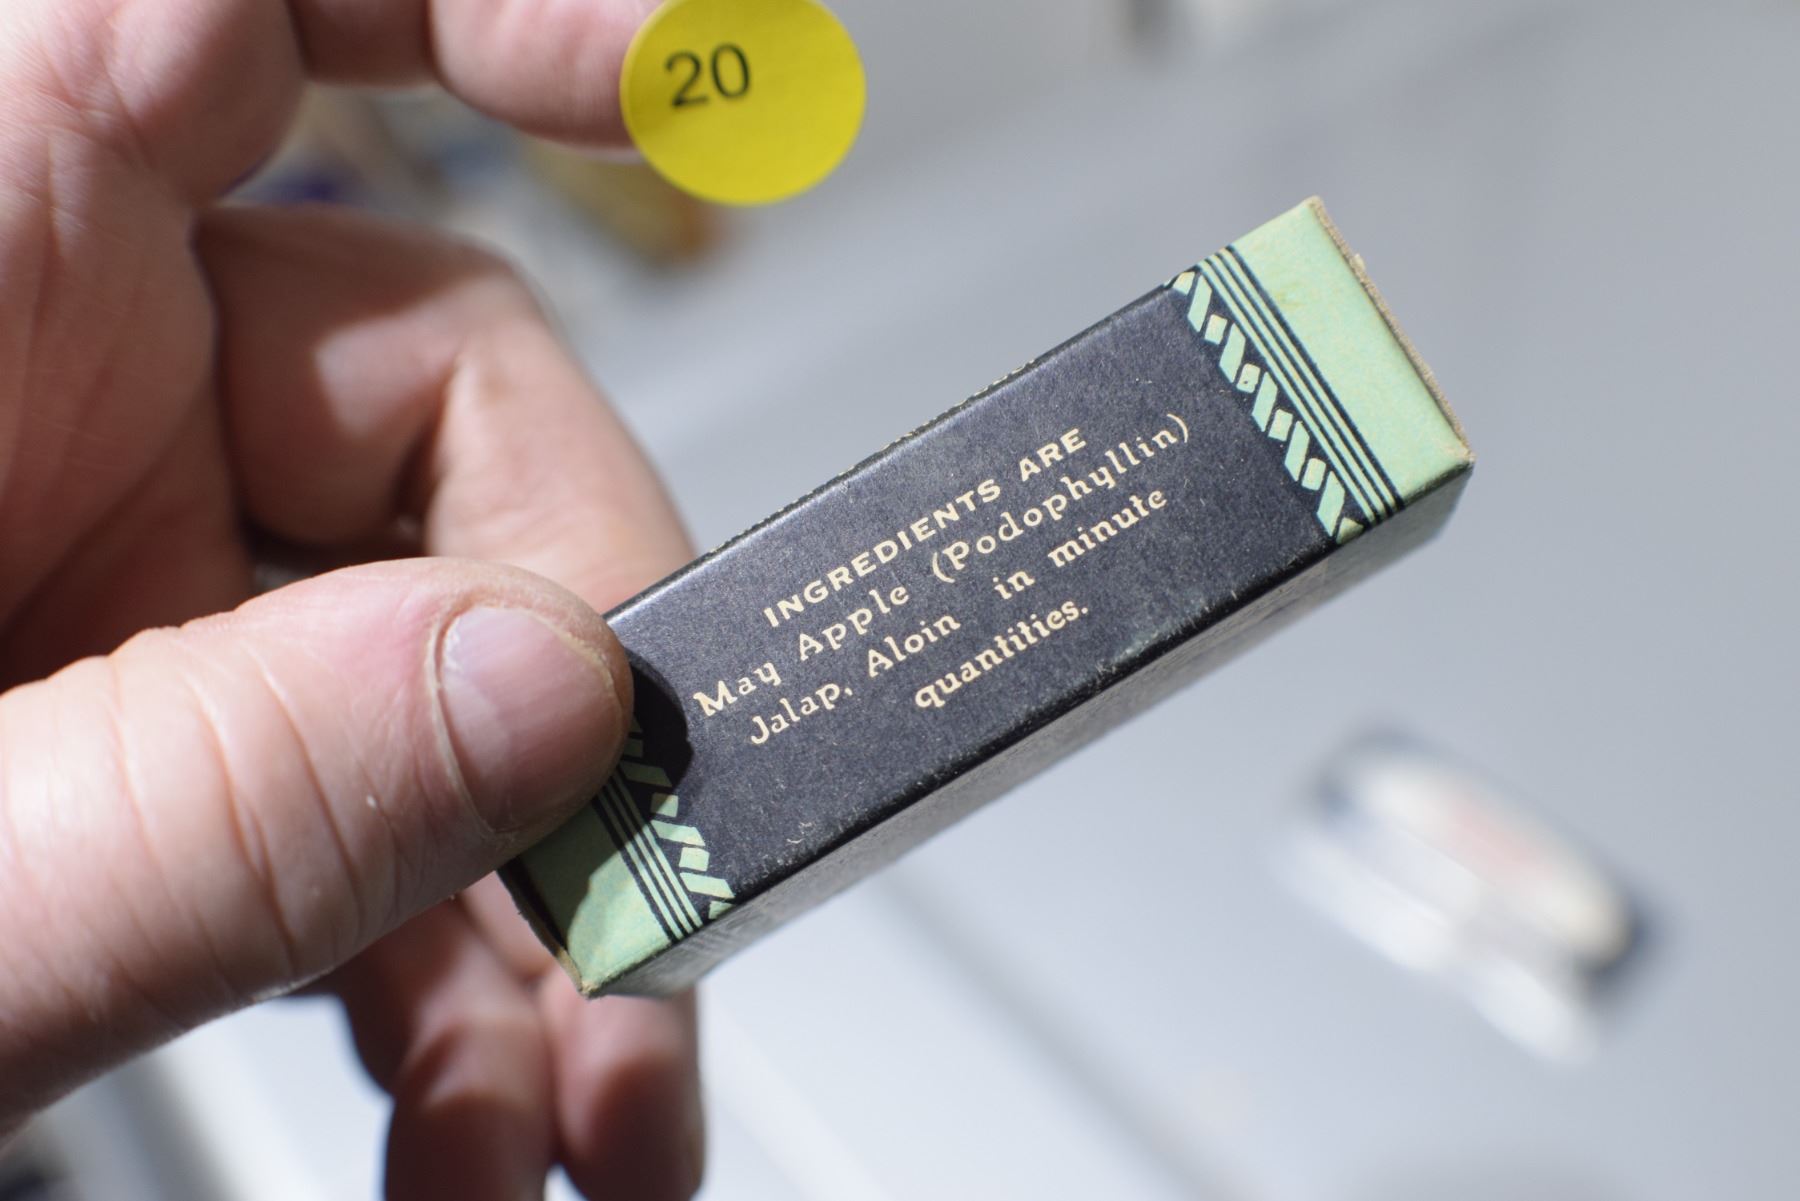 20
INGREDIENTS ARE
May Apple (Podophyllin)
Jalap, Aloin in minute
quantities.